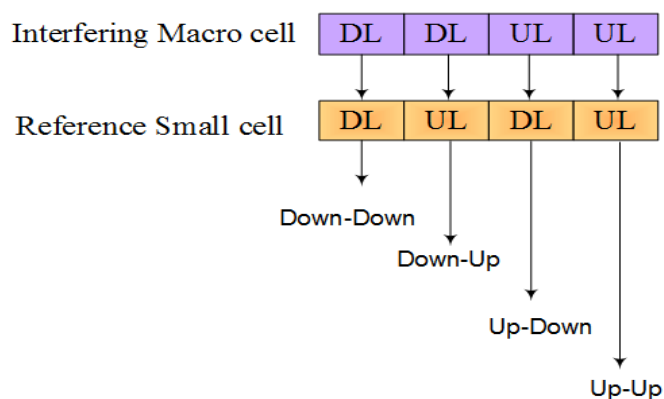 Interfering Macro cell DL DL UL UL
Reference Small cell DL UL DL UL
Down-Down
Down-Up
Up-Down
Up-Up